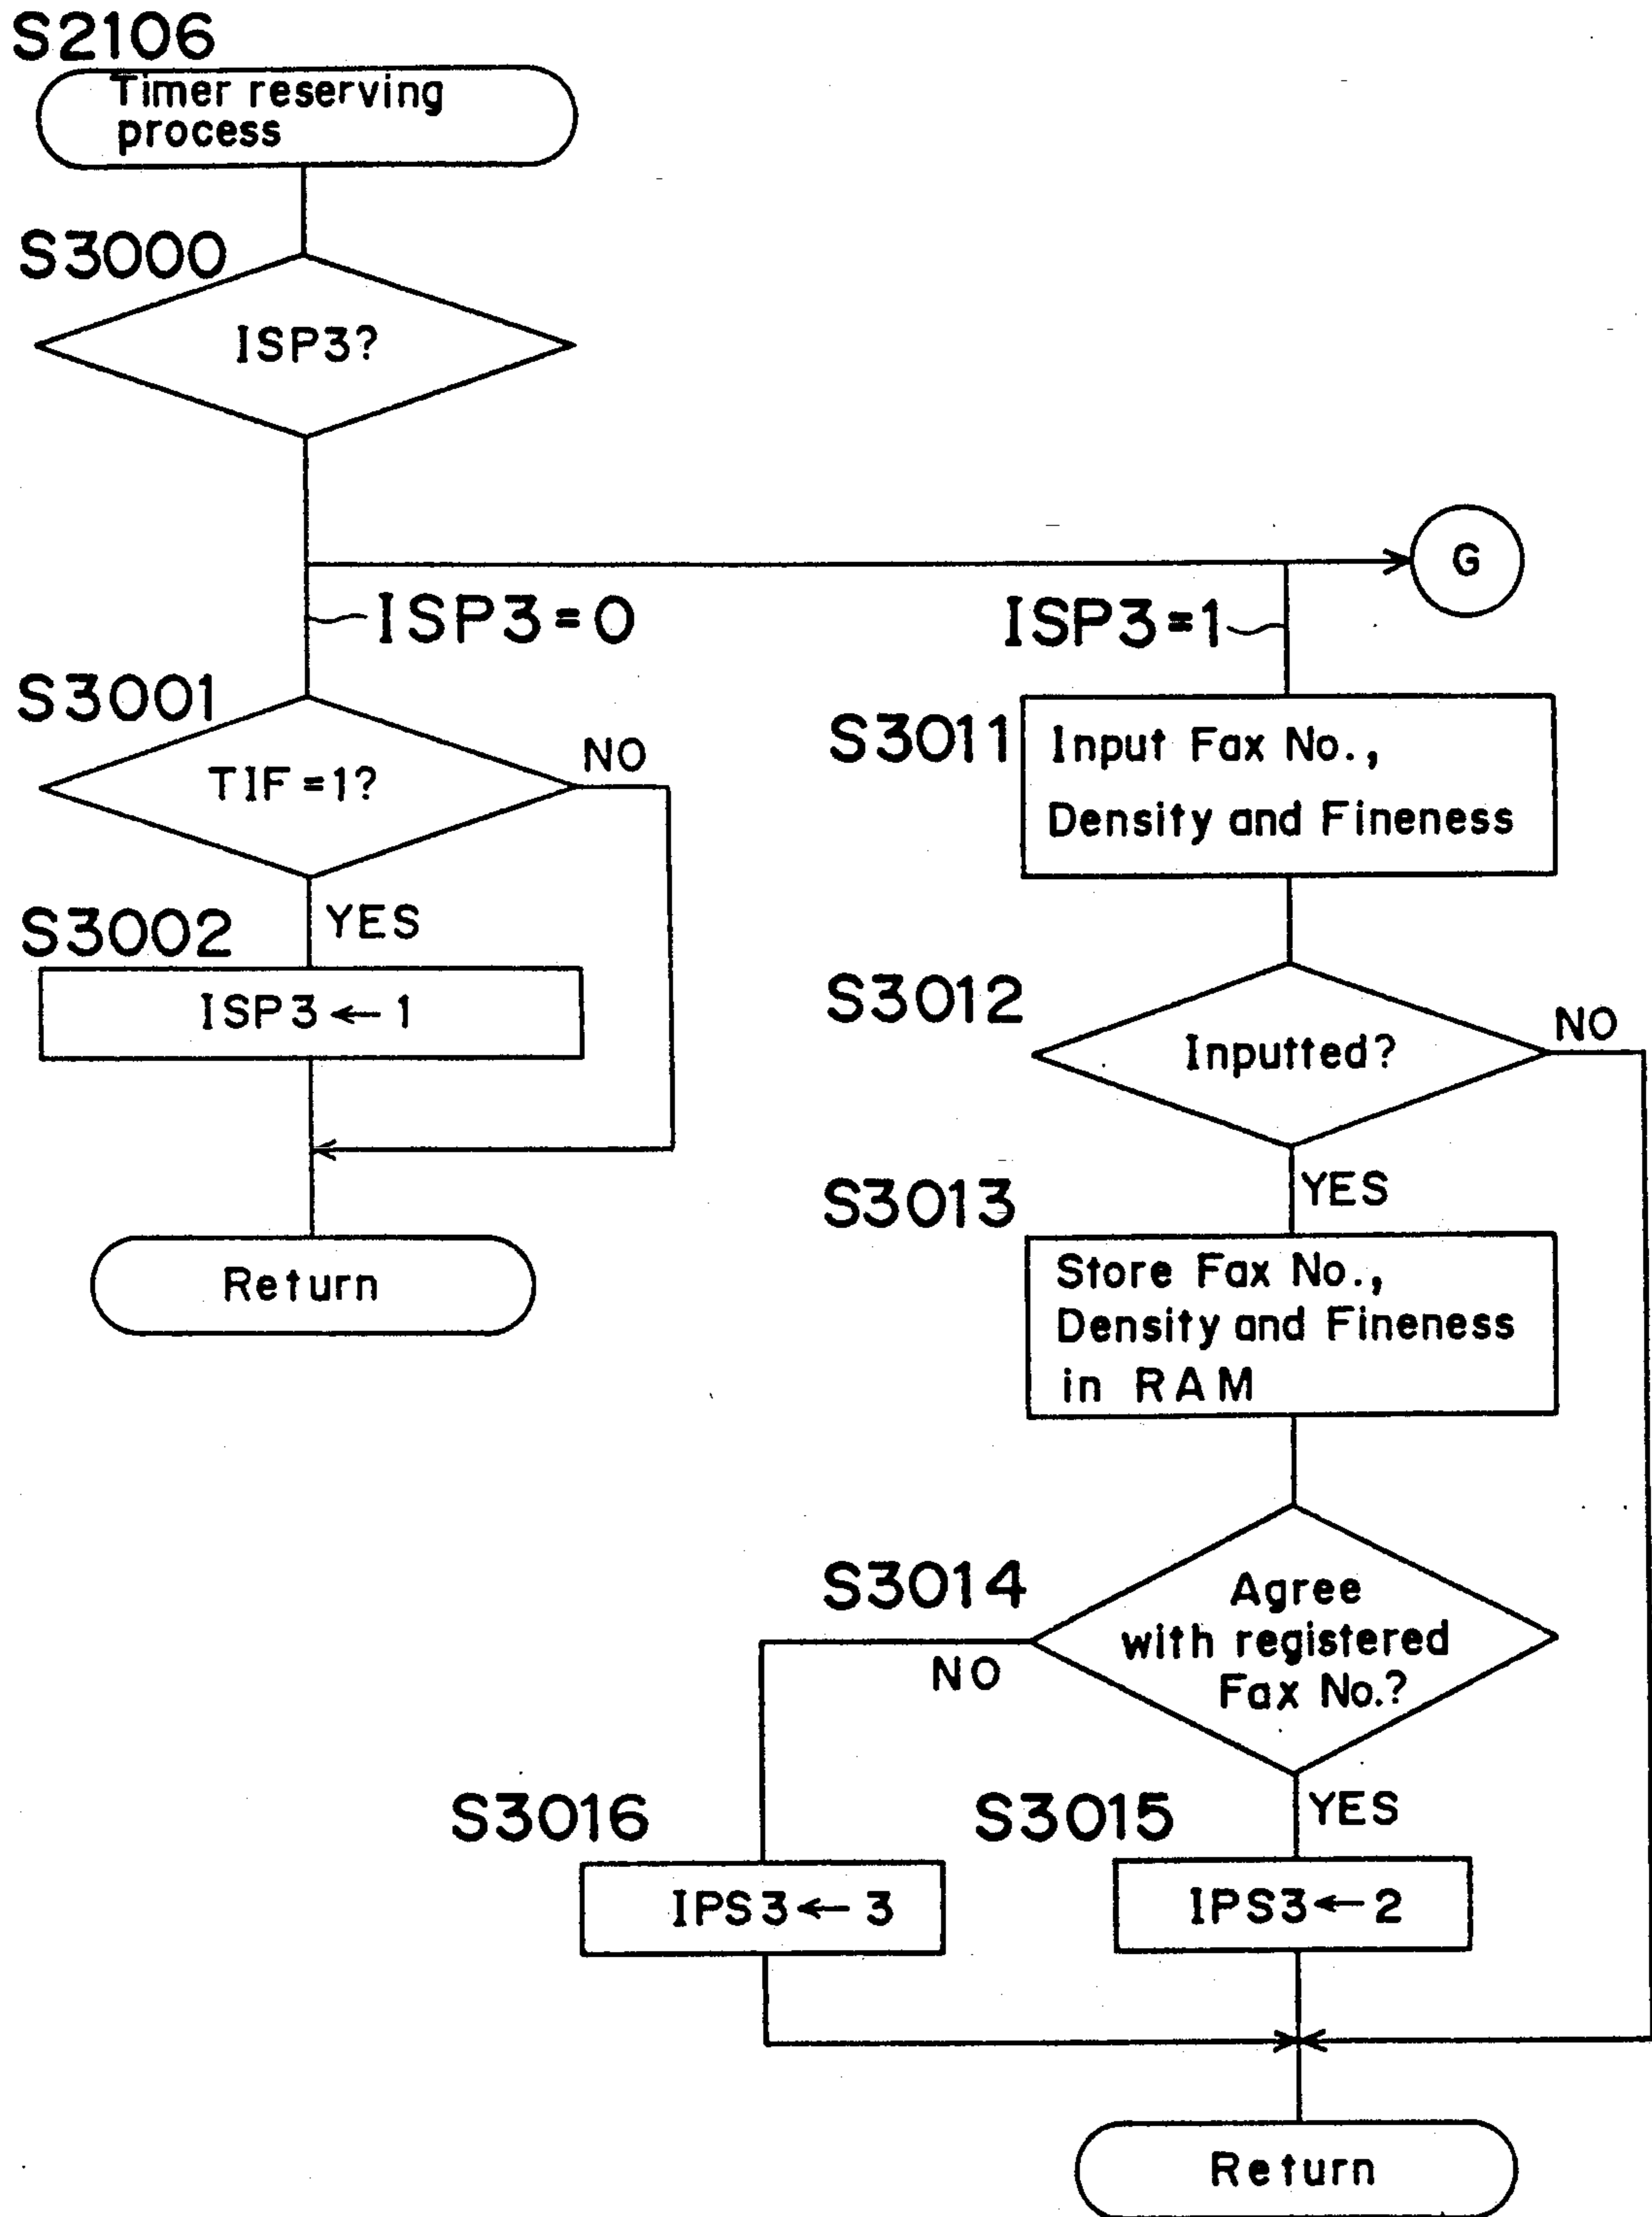 S2106
Timer reserving
process
S3000
ISP3?
G
ISP3=0
ISP3=1
S3001
TIF=1?
NO
YES
S3002
ISP3←1
Return
S3011
Input Fax No.,
Density and Fineness
S3012
Inputted?
NO
YES
S3013
Store Fax No.,
Density and Fineness
in RAM
S3014
Agree
with registered
Fax No.?
NO
YES
S3016
IPS3←3
S3015
IPS3←2
Return